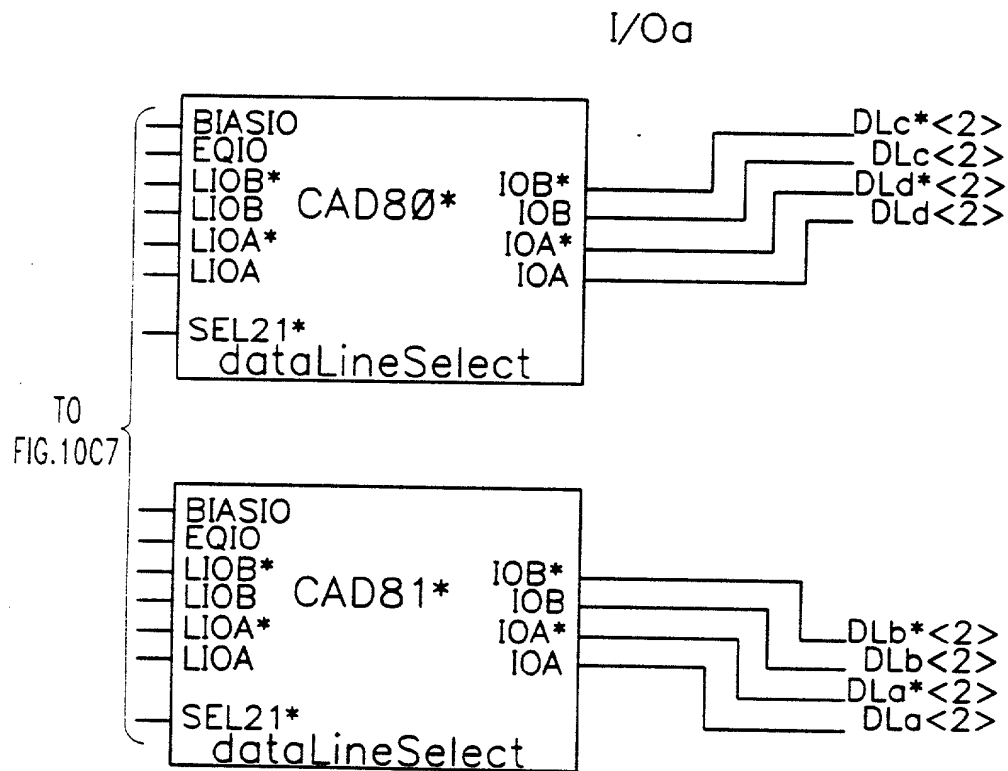 I/Oa
BIASIO
EQIO
LIOB*
LIOB
LIOA*
LIOA
SEL21*
CAD80*
dataLineSelect
IOB*
IOB
IOA*
IOA
DLc*<2>
DLc<2>
DLd*<2>
DLd<2>
TO
FIG.10C7
BIASIO
EQIO
LIOB*
LIOB
LIOA*
LIOA
SEL21*
CAD81*
dataLineSelect
IOB*
IOB
IOA*
IOA
DLb*<2>
DLb<2>
DLa*<2>
DLa<2>